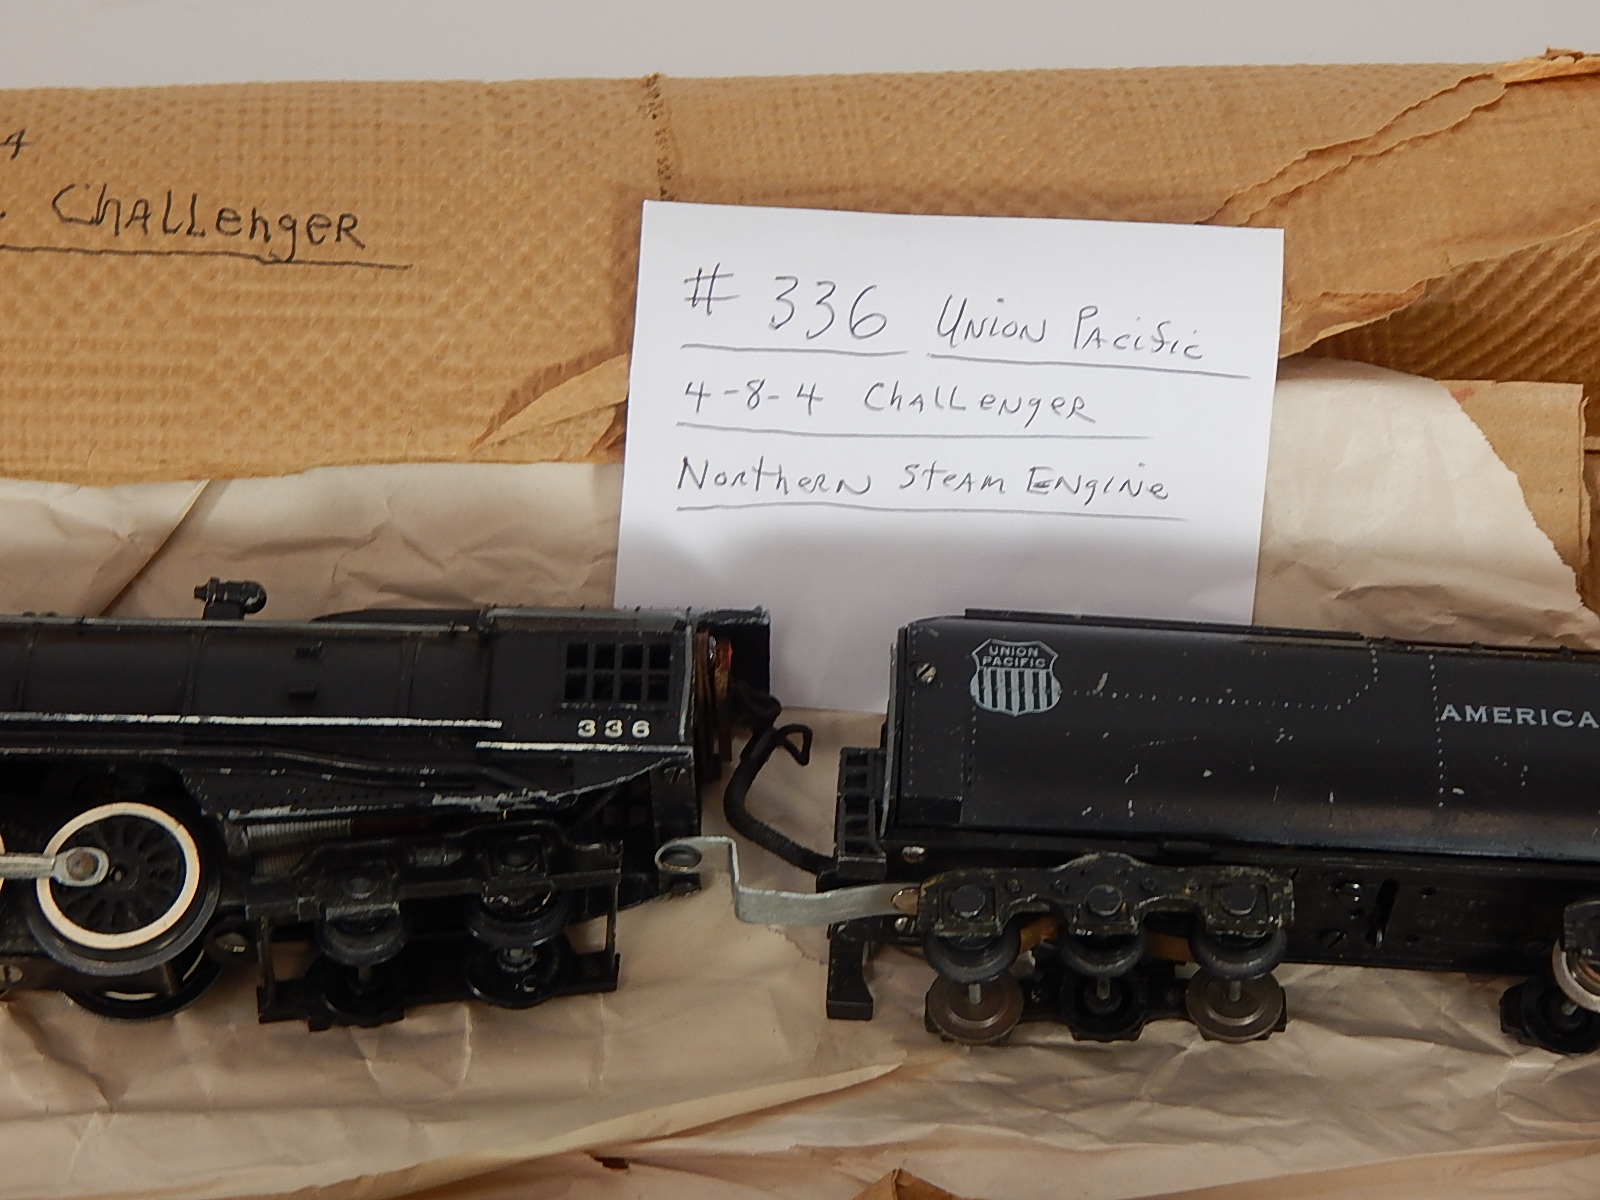 4
. Challenger
# 336 Union Pacific
4-8-4 Challenger
Northern Steam Engine
336
UNION
PACIFIC
AMERICA